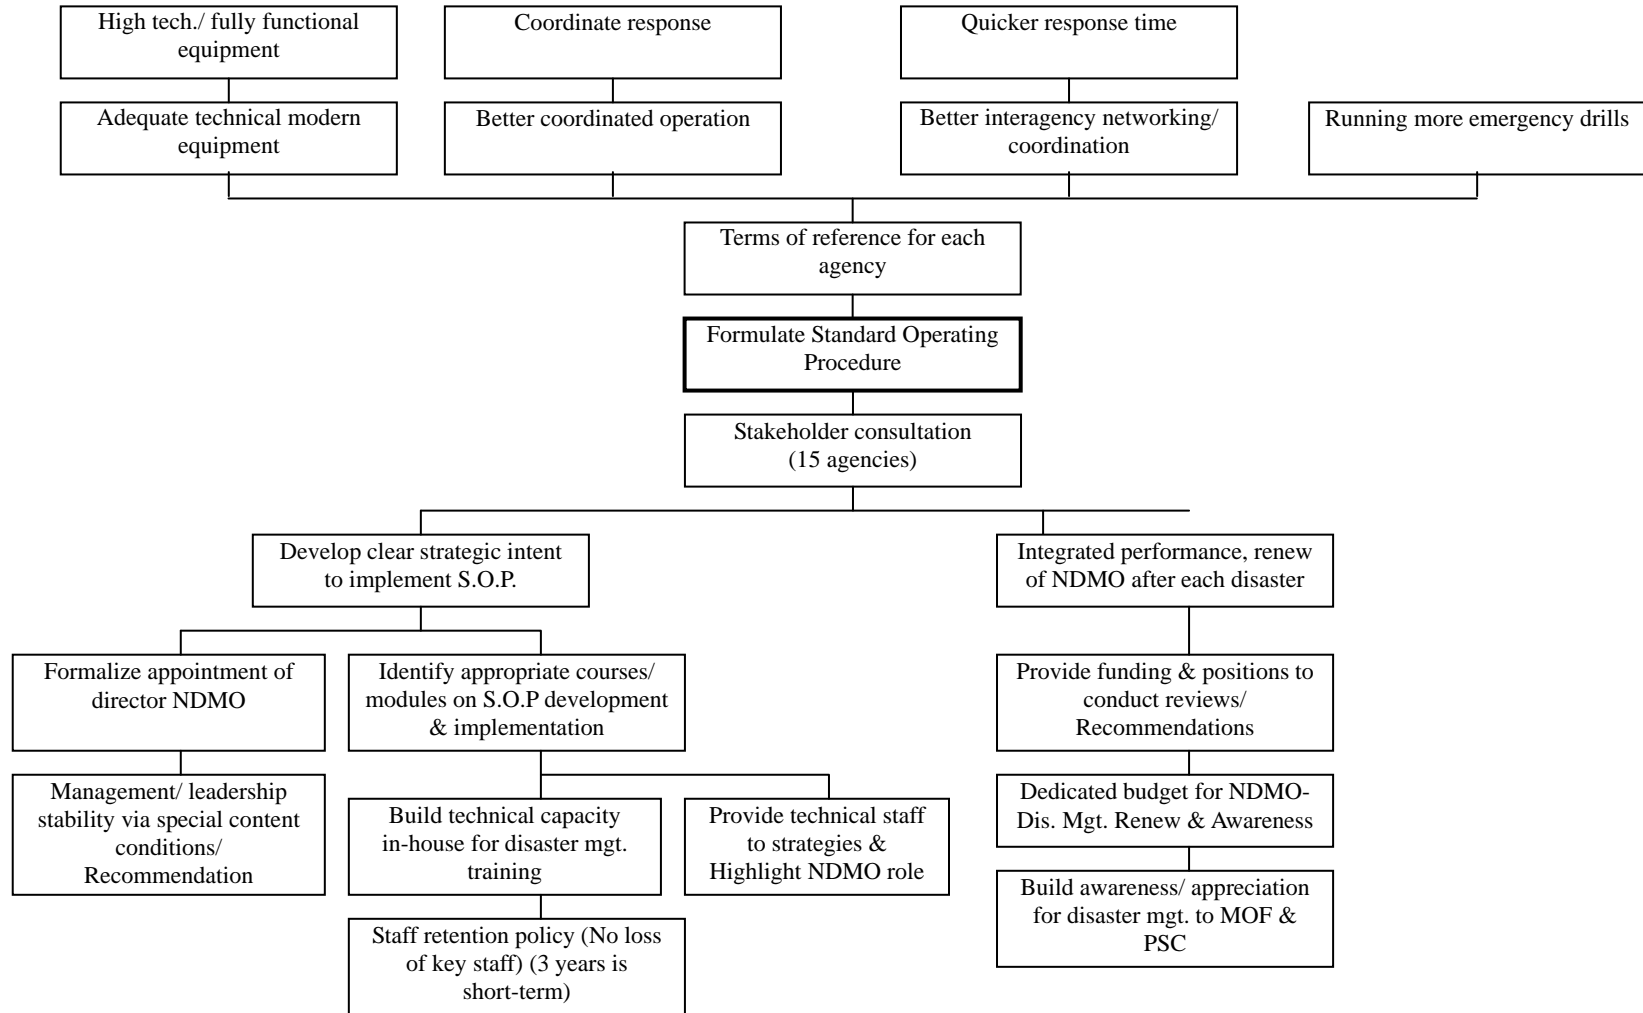 High tech./ fully functional
equipment
Coordinate response
Quicker response time
Adequate technical modern
equipment
Better coordinated operation
Better interagency networking/
coordination
Running more emergency drills
Terms of reference for each
agency
Formulate Standard Operating
Procedure
Stakeholder consultation
(15 agencies)
Develop clear strategic intent
to implement S.O.P.
Integrated performance, renew
of NDMO after each disaster
Formalize appointment of
director NDMO
Identify appropriate courses/
modules on S.O.P development
& implementation
Provide funding & positions to
conduct reviews/
Recommendations
Management/ leadership
stability via special content
conditions/
Recommendation
Build technical capacity
in-house for disaster mgt.
training
Provide technical staff
to strategies &
Highlight NDMO role
Dedicated budget for NDMO-
Dis. Mgt. Renew & Awareness
Build awareness/ appreciation
for disaster mgt. to MOF &
PSC
Staff retention policy (No loss
of key staff) (3 years is
short-term)